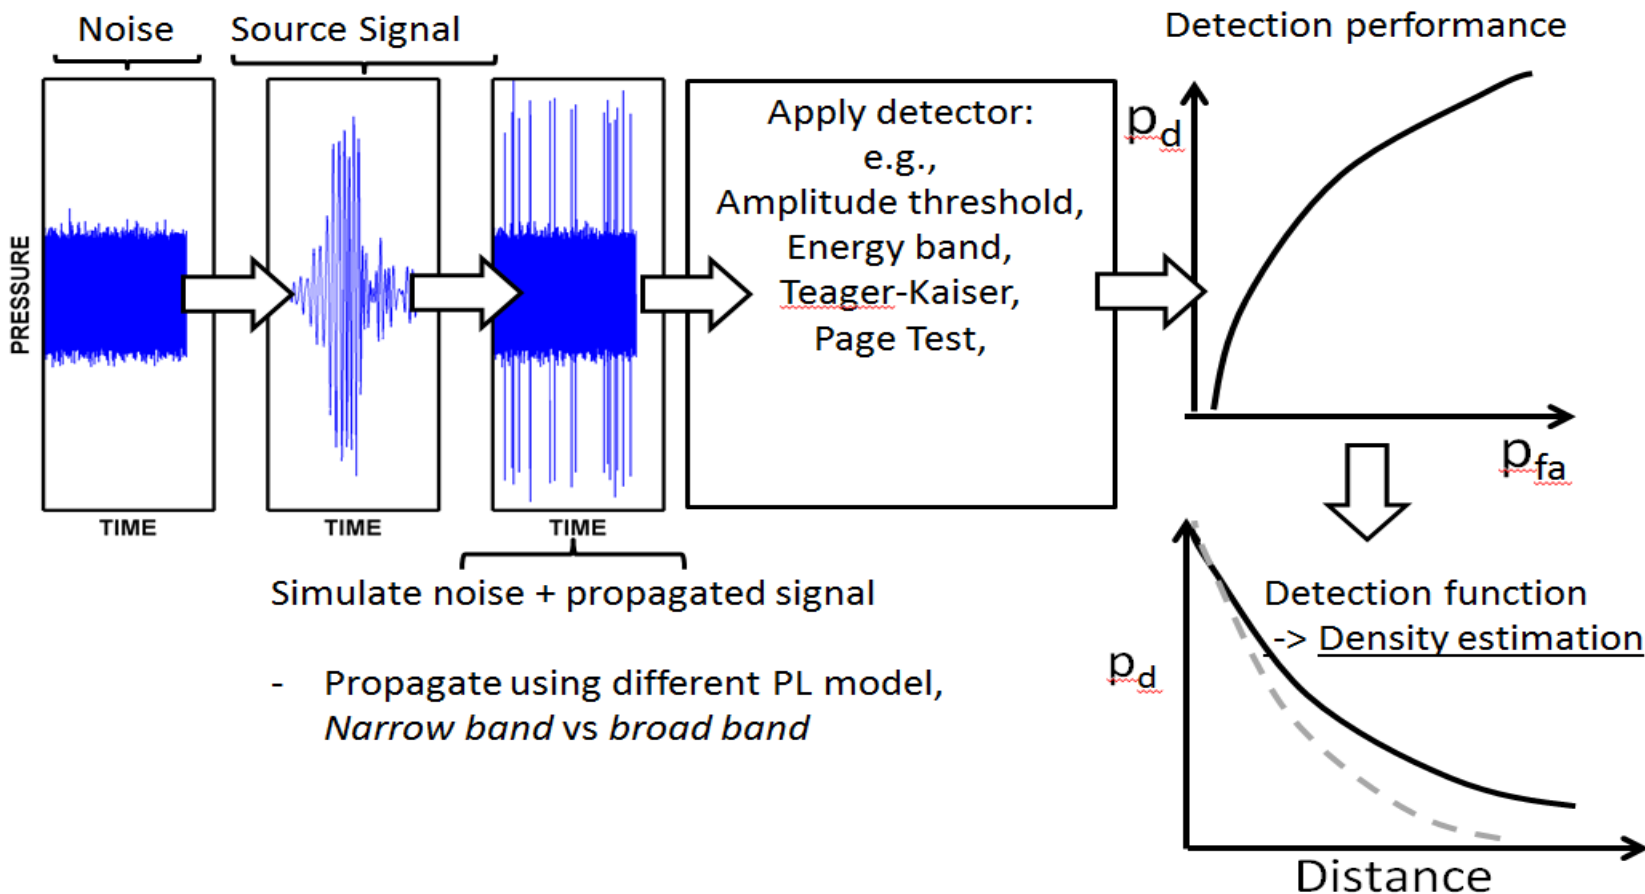 Noise
Source Signal
Detection performance
PRESSURE
TIME
TIME
TIME
Apply detector:
e.g.,
Amplitude threshold,
Energy band,
Teager-Kaiser,
Page Test,
pd
pfa
Simulate noise + propagated signal
- Propagate using different PL model,
Narrow band vs broad band
Detection function
-> Density estimation
pd
Distance